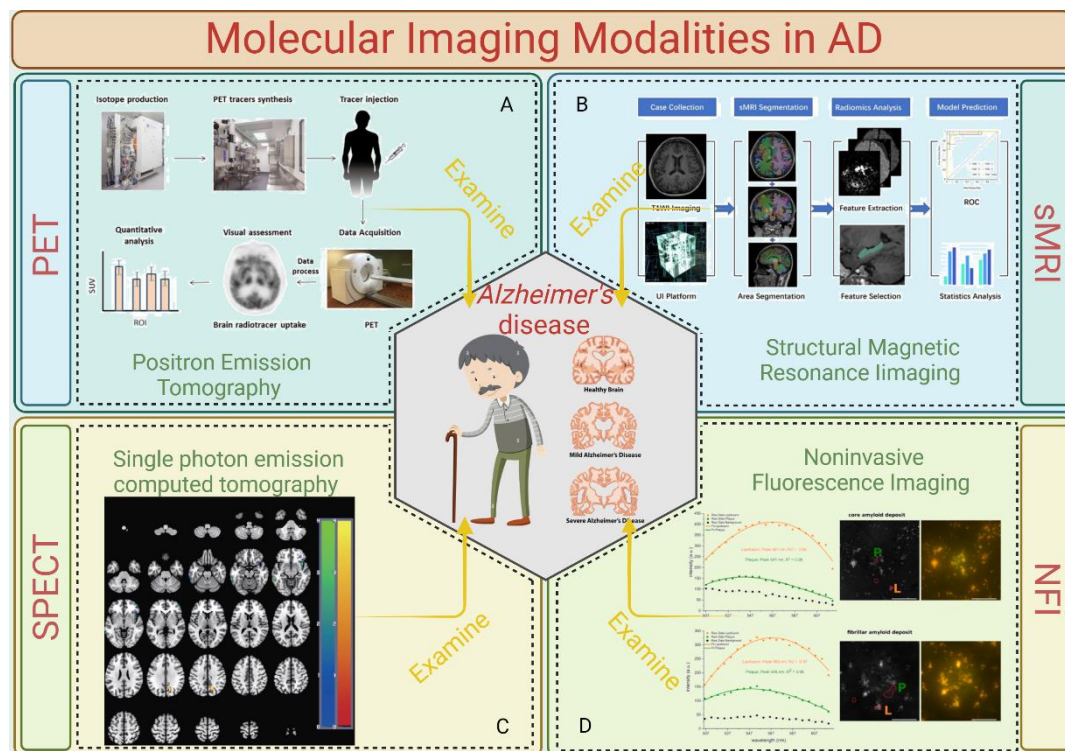 Molecular Imaging Modalities in AD
PET
Isotope production
PET tracers synthesis
Tracer injection
A
Examine
Quantitative
analysis
Visual assessment
Data Acquisition
Data
process
SUV
ROI
Brain radiotracer uptake
PET
Positron Emission
Tomography
B
Case Collection
sMRI Segmentation
Radiomics Analysis
Model Prediction
Examine
T1WI Imaging
Feature Extraction
ROC
UI Platform
Area Segmentation
Feature Selection
Statistics Analysis
Structural Magnetic
Resonance Iimaging
sMRI
Alzheimer's
disease
Healthy Brain
Mild Alzheimer's Disease
Severe Alzheimer's Disease
SPECT
Single photon emission
computed tomography
Examine
C
Noninvasive
Fluorescence Imaging
core amyloid deposit
P
L
fibrillar amyloid deposit
P
L
wavelength (nm)
Examine
D
NFI